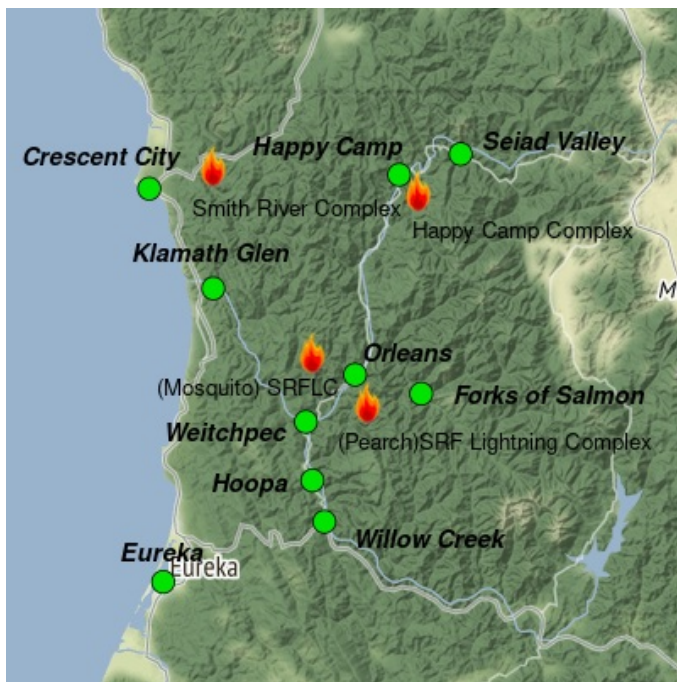 Crescent City
Happy Camp
Seiad Valley
Smith River Complex
Happy Camp Complex
Klamath Glen
M
Orleans
(Mosquito) SRFLC
Forks of Salmon
Weitchpec
(Pearch)SRF Lightning Complex
Hoopa
Willow Creek
Eureka
Eureka